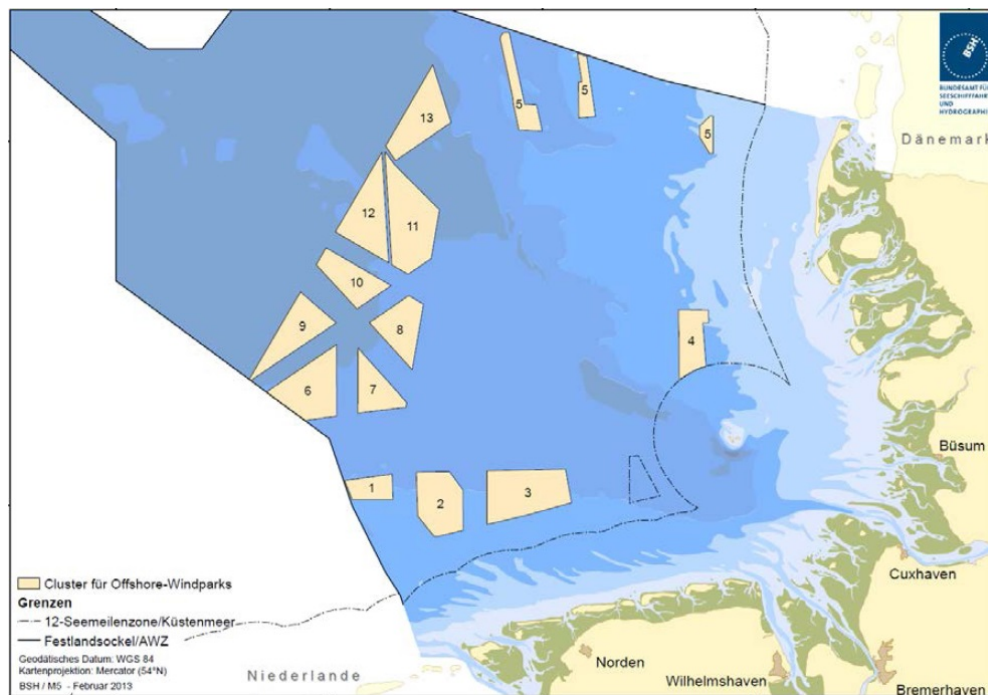 BSH
BUNDESAMT FÜR
SEESCHIFFFAHRT
UND
HYDROGRAPHIE
Dänemark
5
5
5
13
12
11
10
9
8
4
6
7
Büsum
1
2
3
Cluster für Offshore-Windparks
Grenzen
12-Seemeilenzone/Küstenmeer
Festlandsockel/AWZ
Geodätisches Datum: WGS 84
Kartenprojektion: Mercator (54°N)
BSH / M5 - Februar 2013
Niederlande
Norden
Wilhelmshaven
Cuxhaven
Bremerhaven